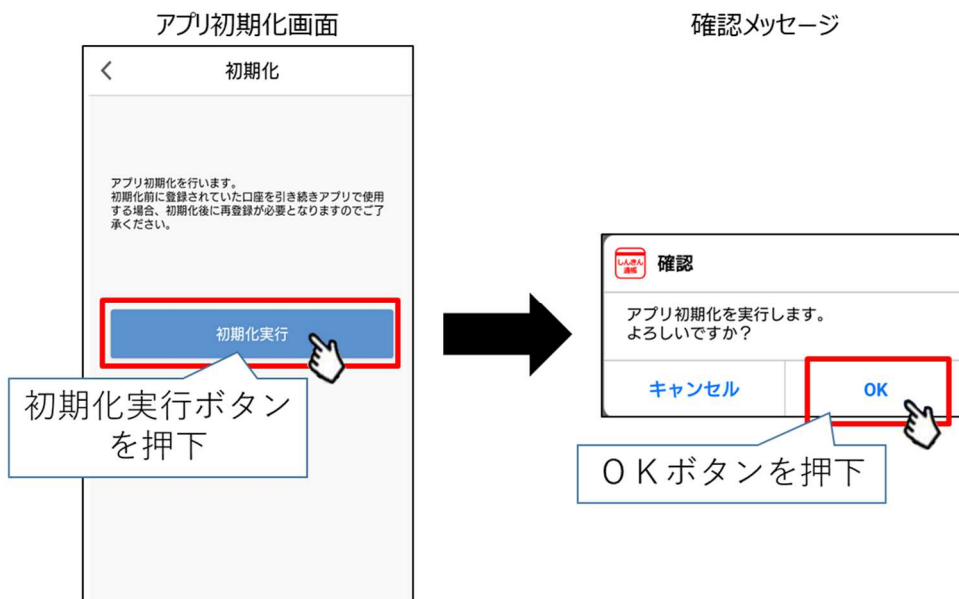 アプリ初期化画面
初期化
アプリ初期化を行います。
初期化前に登録されていた口座を引き続きアプリで使用
する場合、初期化後に再登録が必要となりますのでご了
承ください。
初期化実行
初期化実行ボタン
を押下
確認メッセージ
しんきん
通帳
確認
アプリ初期化を実行します。
よろしいですか？
キャンセル
OK
ＯＫボタンを押下